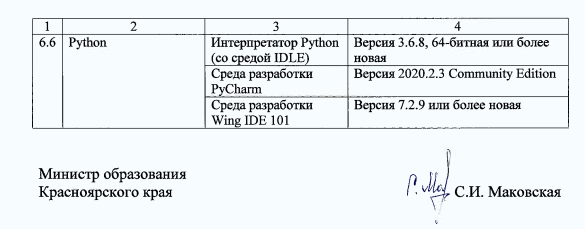 1 2 3 4
6.6 Python Интерпретатор Python Версия 3.6.8, 64-битная или более
(со средой IDLE) новая
Среда разработки Версия 2020.2.3 Community Edition
PyCharm
Среда разработки Версия 7.2.9 или более новая
Wing IDE 101
Министр образования
Красноярского края С.И. Маковская